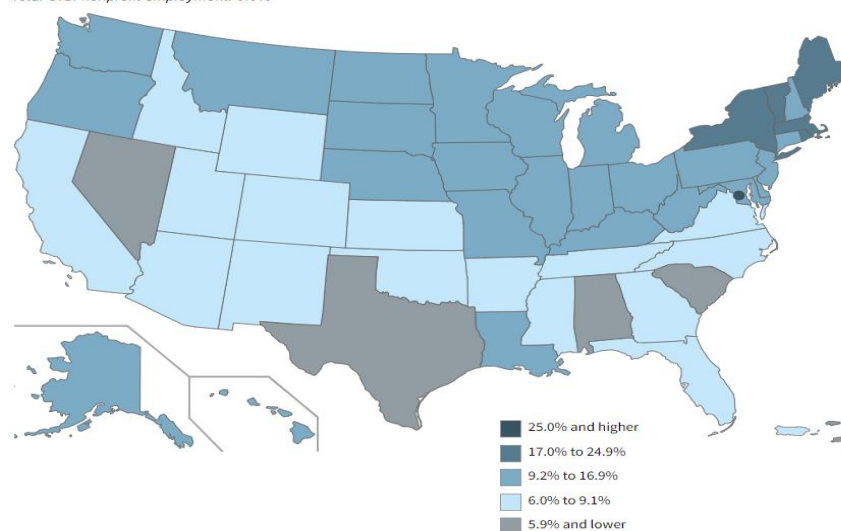 25.0% and higher
17.0% to 24.9%
9.2% to 16.9%
6.0% to 9.1%
5.9% and lower